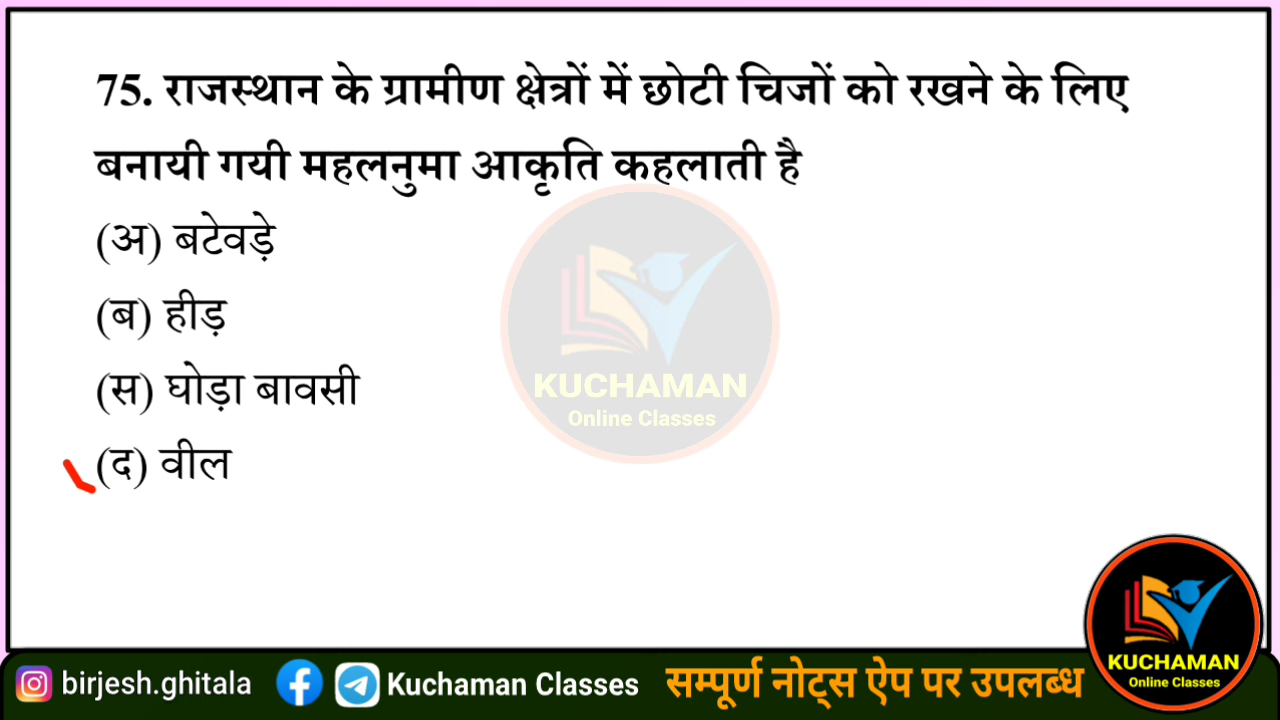 75. राजस्थान के ग्रामीण क्षेत्रों में छोटी चिजों को रखने के लिए
बनायी गयी महलनुमा आकृति कहलाती है
(अ) बटेवड़े
(ब) हीड़
(स) घोड़ा बावसी
(द) वील
KUCHAMAN
Online Classes
KUCHAMAN
Online Classes
birjesh.ghitala
Kuchaman Classes
सम्पूर्ण नोट्स ऐप पर उपलब्ध